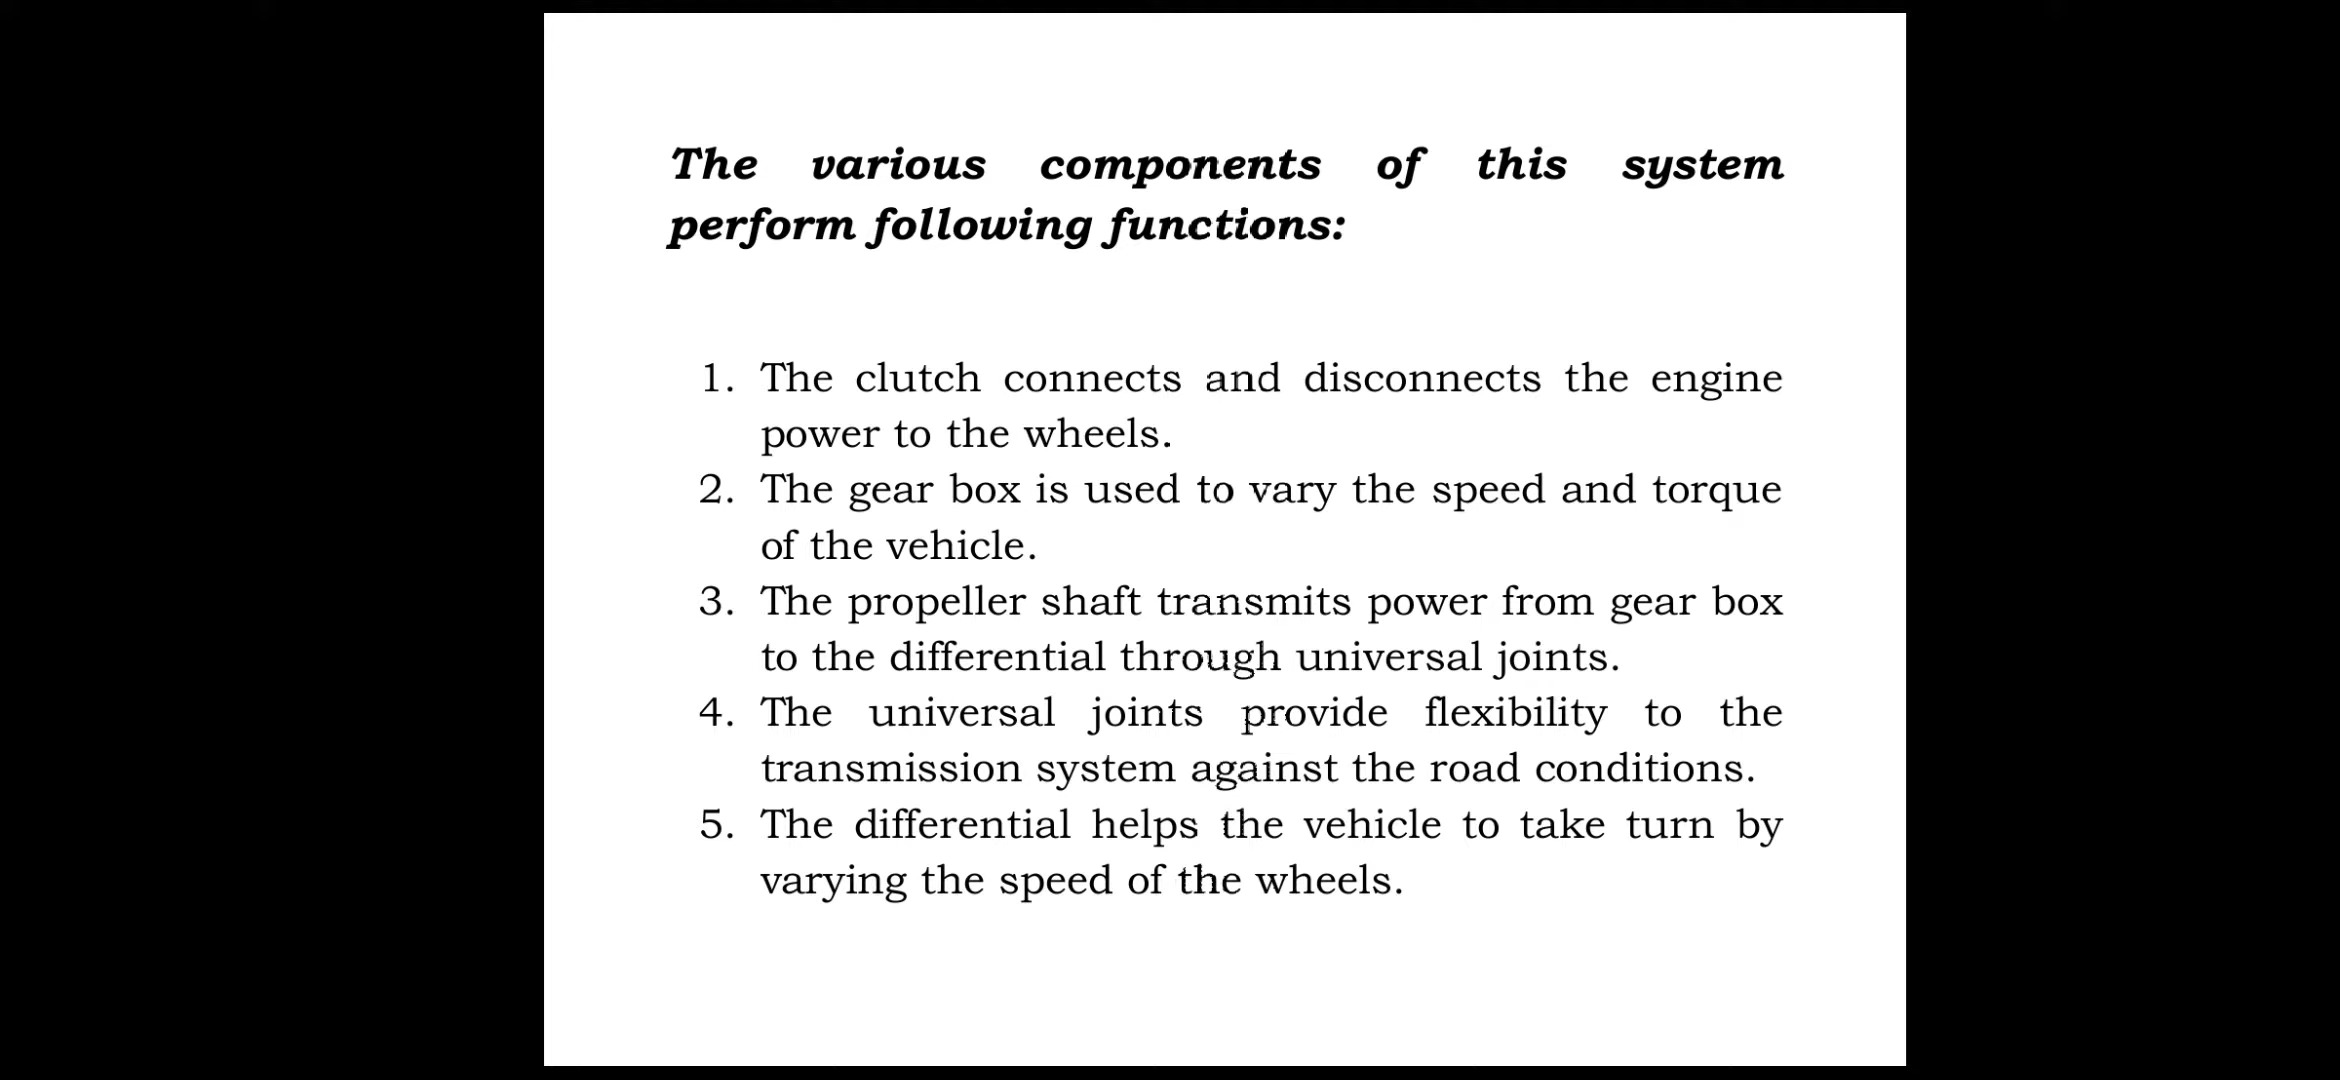 The various components of this system
perform following functions:
1. The clutch connects and disconnects the engine
power to the wheels.
2. The gear box is used to vary the speed and torque
of the vehicle.
3. The propeller shaft transmits power from gear box
to the differential through universal joints.
4. The universal joints provide flexibility to the
transmission system against the road conditions.
5. The differential helps the vehicle to take turn by
varying the speed of the wheels.